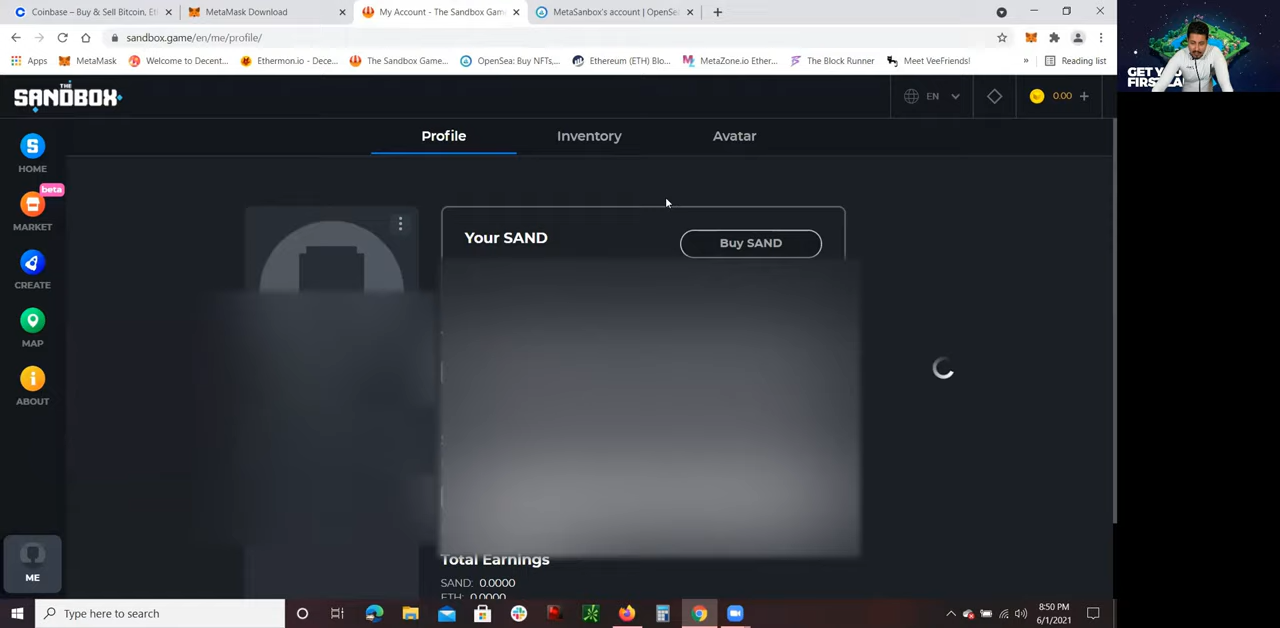 Coinbase – Buy & Sell Bitcoin, Et
MetaMask Download
My Account - The Sandbox Gam
MetaSanbox's account | OpenSe
sandbox.game/en/me/profile/
Apps
MetaMask
Welcome to Decent...
Ethermon.io - Dece...
The Sandbox Game...
OpenSea: Buy NFTs,...
Ethereum (ETH) Blo...
MetaZone.io Ether...
The Block Runner
Meet VeeFriends!
»
Reading list
THE SANDBOX
EN
0.00
Profile
Inventory
Avatar
HOME
beta
MARKET
CREATE
MAP
ABOUT
ME
Your SAND
Buy SAND
Total Earnings
SAND: 0.0000
ETH: 0.0000
Type here to search
8:50 PM
6/1/2021